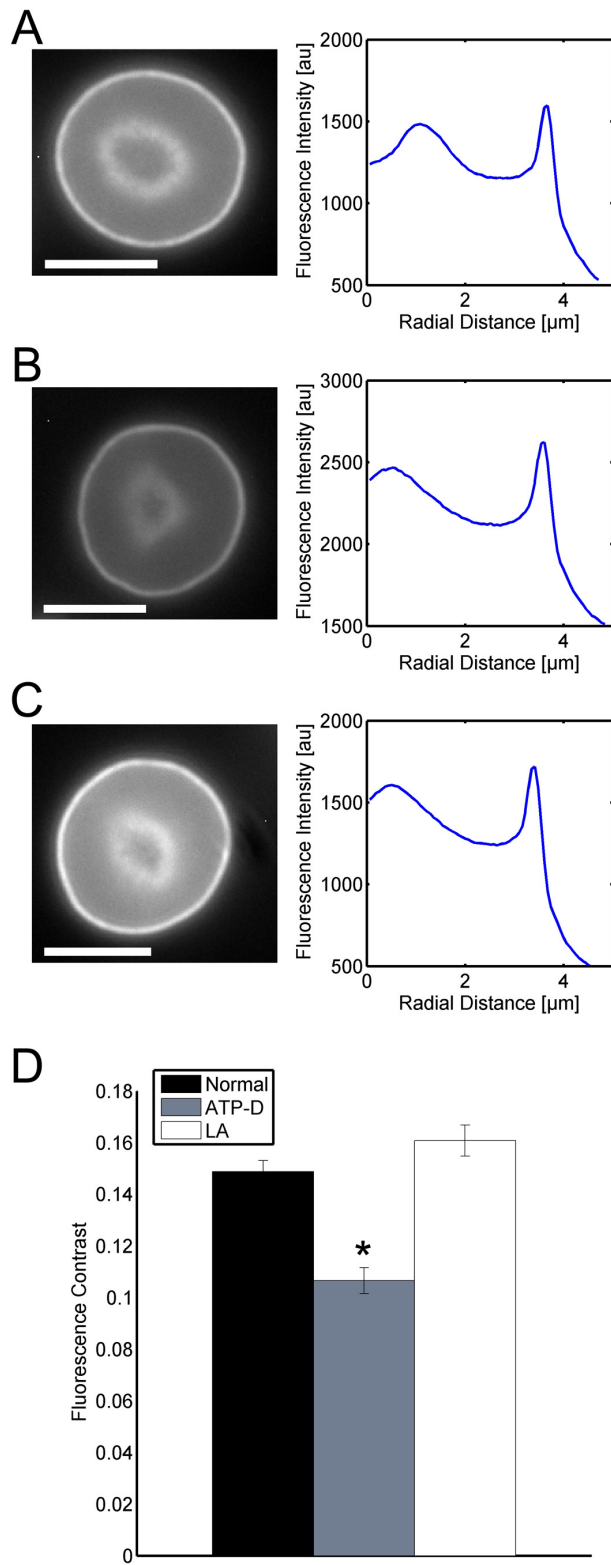 A
Fluorescence Intensity [au]
2000
1500
1000
500
0
2
4
Radial Distance [µm]
B
Fluorescence Intensity [au]
3000
2500
2000
1500
0
2
4
Radial Distance [µm]
C
Fluorescence Intensity [au]
2000
1500
1000
500
0
2
4
Radial Distance [µm]
D
Normal
ATP-D
LA
Fluorescence Contrast
0.18
0.16
0.14
0.12
0.1
0.08
0.06
0.04
0.02
0
*